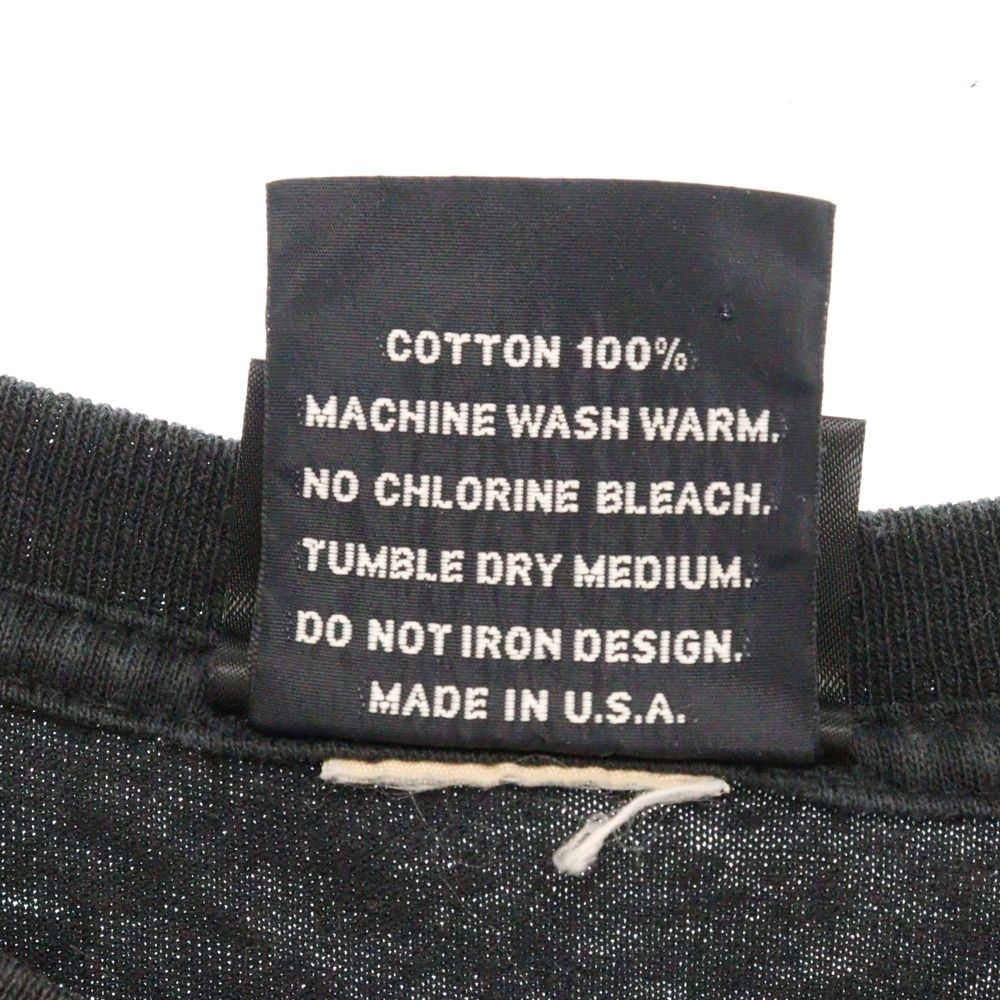 COTTON 100%
MACHINE WASH WARM.
NO CHLORINE BLEACH.
TUMBLE DRY MEDIUM.
DO NOT IRON DESIGN.
MADE IN U.S.A.